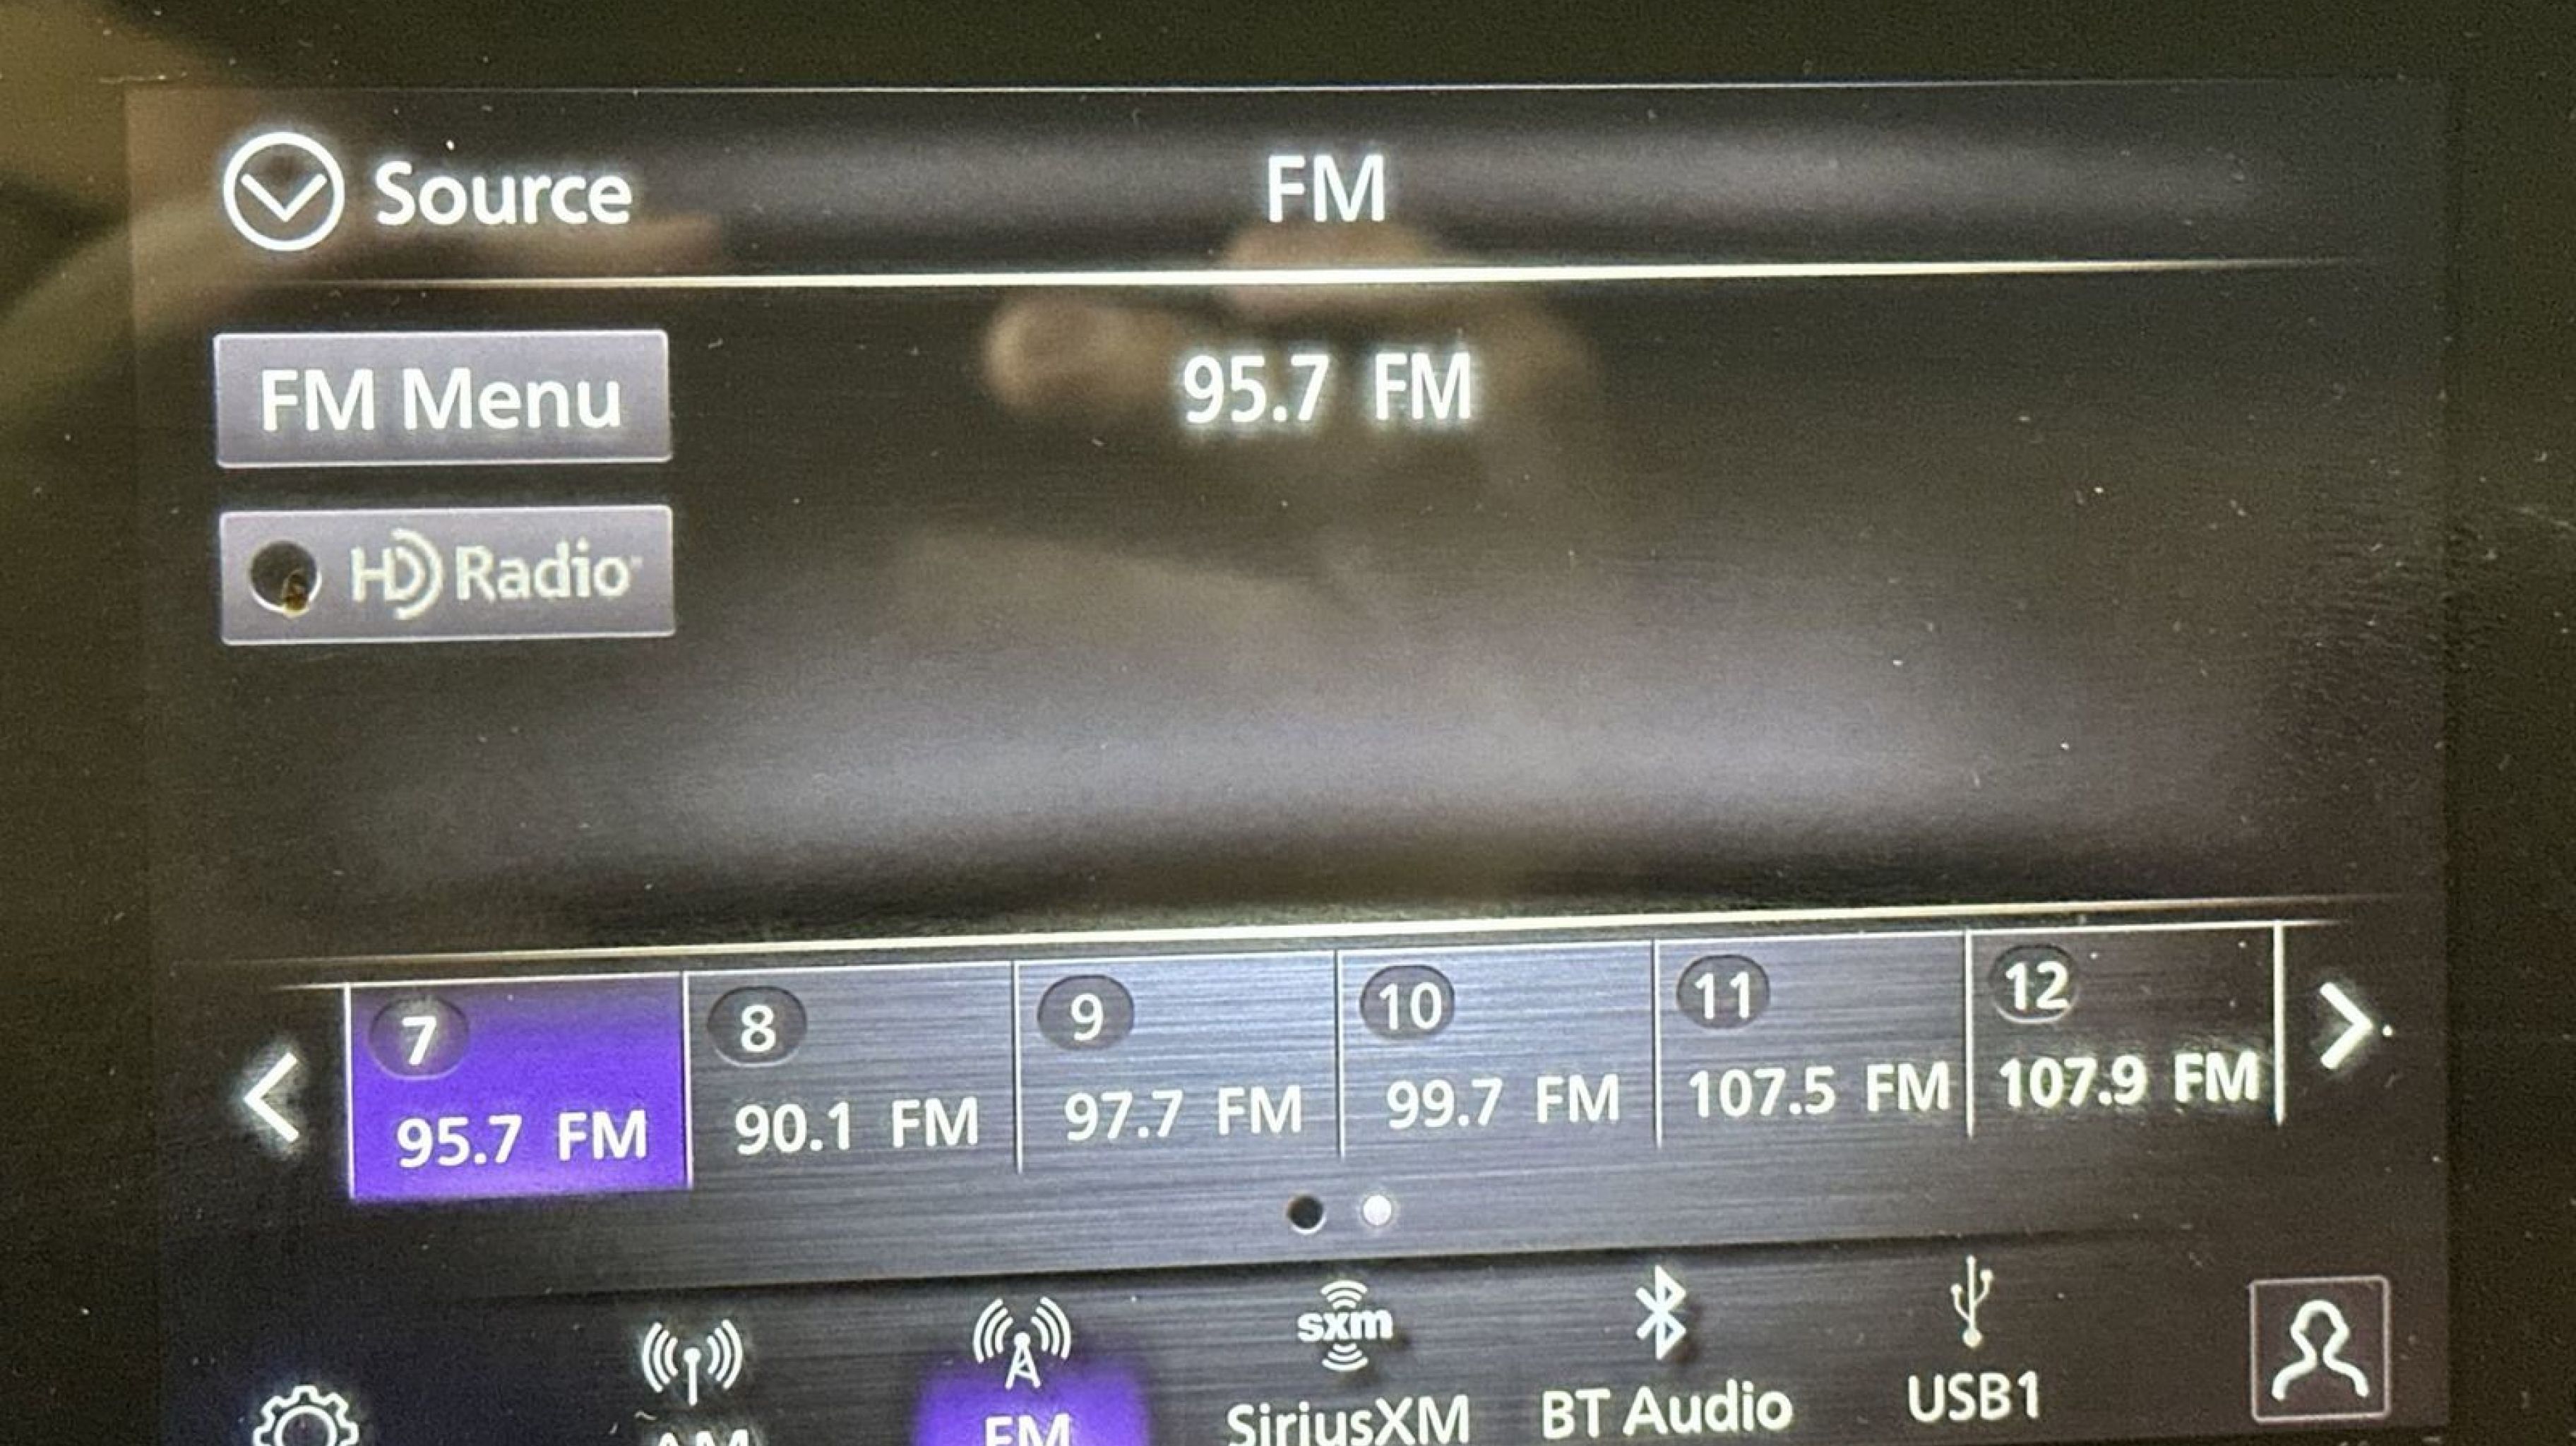 Source
FM
FM Menu
95.7 FM
HD Radio
7
8
9
10
11
12
95.7 FM
90.1 FM
97.7 FM
99.7 FM
107.5 FM
107.9 FM
sxm
AM
FM
SiriusXM
BT Audio
USB1